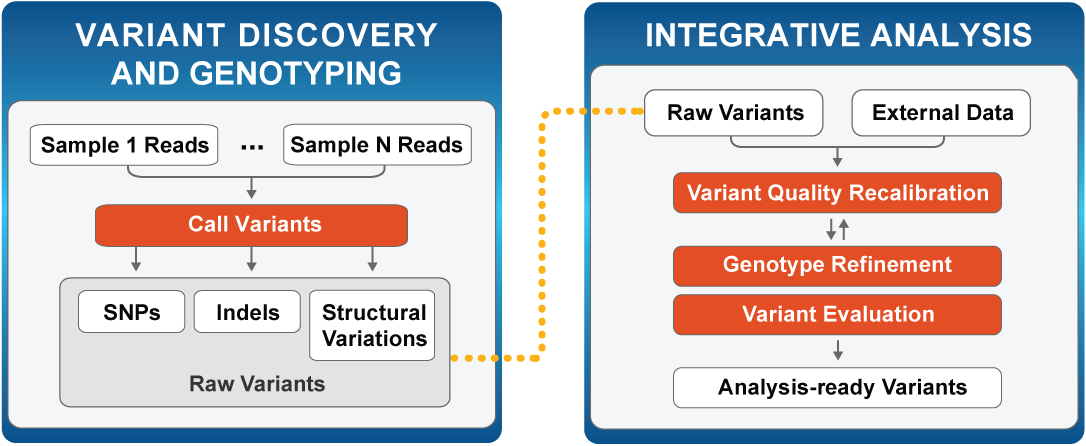 VARIANT DISCOVERY
AND GENOTYPING
Sample 1 Reads
...
Sample N Reads
Call Variants
SNPs
Indels
Structural
Variations
Raw Variants
INTEGRATIVE ANALYSIS
Raw Variants
External Data
Variant Quality Recalibration
Genotype Refinement
Variant Evaluation
Analysis-ready Variants